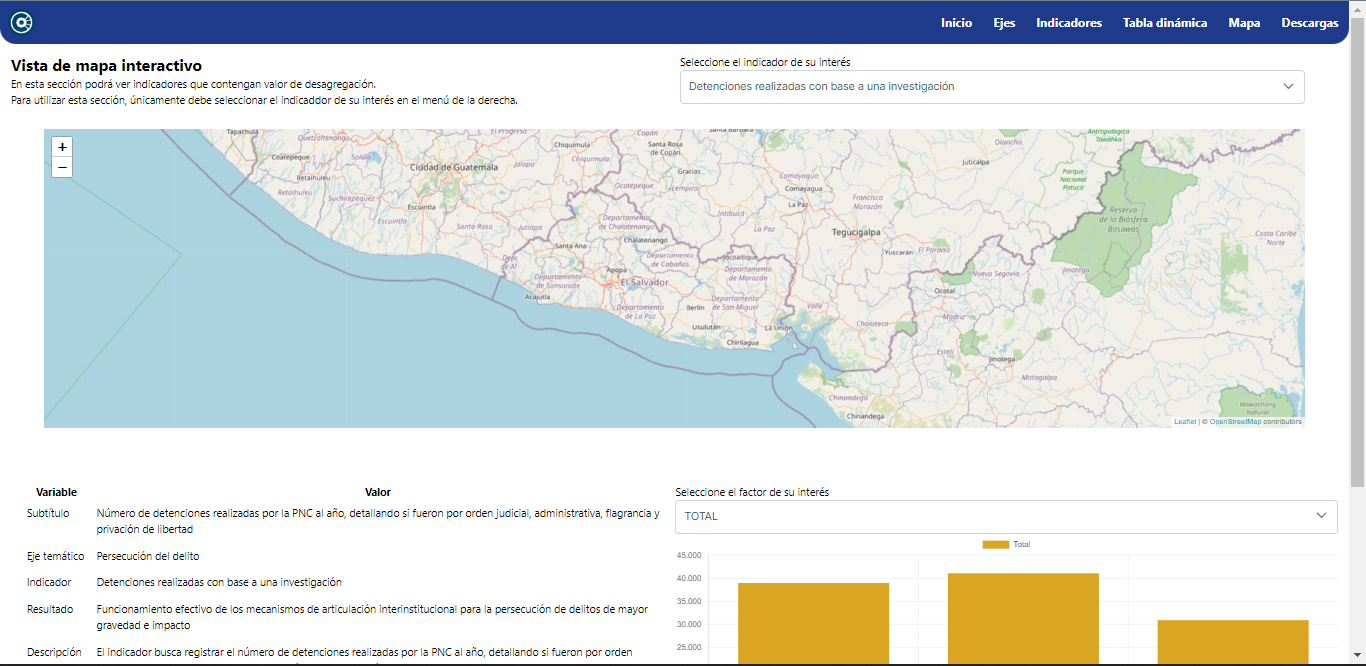 Inicio Ejes Indicadores Tabla dinámica Mapa Descargas
Vista de mapa interactivo
En esta sección podrá ver indicadores que contengan valor de desagregación.
Para utilizar esta sección, únicamente debe seleccionar el indicaddor de su interés en el menú de la derecha.
Seleccione el indicador de su interés
Detenciones realizadas con base a una investigación
+
−
Tapachula
Quetzaltenango
El Progreso
Copán
Santa Bárbara
Antropológica
Tawahka
Olancho
Coatepeque
Sololá
Chiquimula
Santa Rosa
de Copán
Ciudad de Guatemala
Jalapa
Chiquimula
Juticalpa
Retalhuleu
Gracias
Parque
Nacional
Patuca
Retalhuleu
Suchitepéquez
Ocotepeque
Lempira
Comayagua
Comayagua
Escuintla
La Paz
Francisco
Morazán
Escuintla
Santa Rosa
Jutiapa
Departamento
de Chalatenango
Intibucá
La Paz
Tegucigalpa
Reserva
de la Biósfera
Bosawas
Santa Ana
Chalatenango
Costa Caribe
Norte
Yuscarán
El Paraíso
Departamento
de Cabañas
Jocoaitique
Apopa
Departamento
de Morazán
Nueva Segovia
Jinotega
Departamento
de Sonsonate
El Salvador
Ocotal
Acajutla
Departamento
de La Paz
Berlín
Departamento
de San Miguel
Valle
Choluteca
Madriz
Usulután
La Unión
Chirilagua
Estelí
Jinotega
Matagalpa
Chinandega
Chinandega
Wawashang
Natural
Leaflet | © OpenStreetMap contributors
Variable Valor
Subtítulo Número de detenciones realizadas por la PNC al año, detallando si fueron por orden judicial, administrativa, flagrancia y
privación de libertad
Eje temático Persecución del delito
Indicador Detenciones realizadas con base a una investigación
Resultado Funcionamiento efectivo de los mecanismos de articulación interinstitucional para la persecución de delitos de mayor
gravedad e impacto
Descripción El indicador busca registrar el número de detenciones realizadas por la PNC al año, detallando si fueron por orden
Seleccione el factor de su interés
TOTAL
Total
45.000
40.000
35.000
30.000
25.000